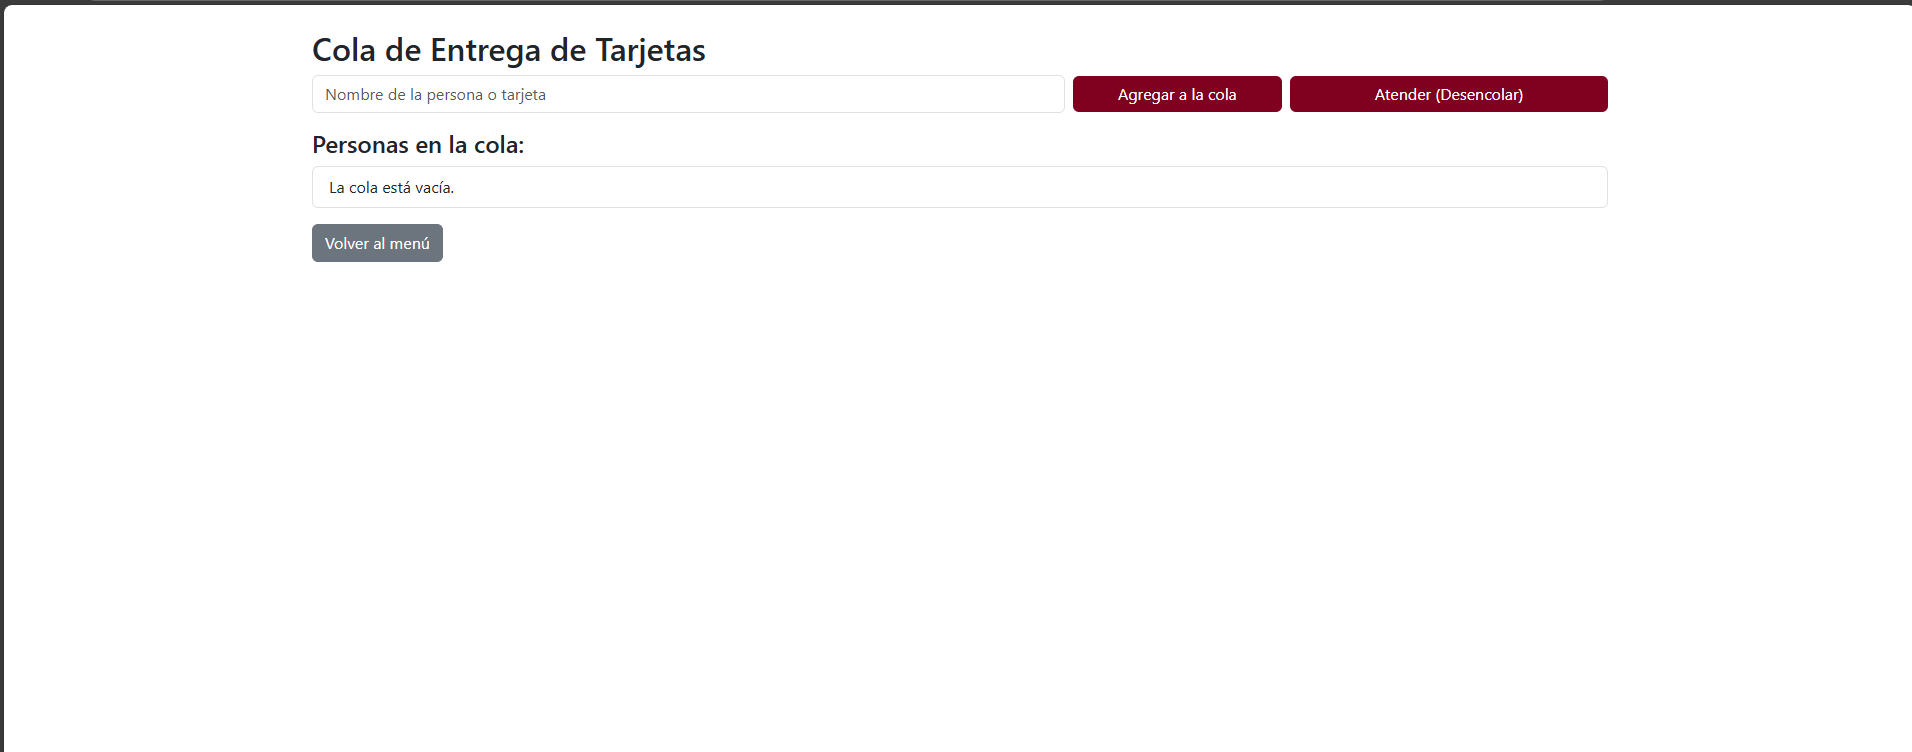 Cola de Entrega de Tarjetas
Nombre de la persona o tarjeta
Agregar a la cola
Atender (Desencolar)
Personas en la cola:
La cola está vacía.
Volver al menú